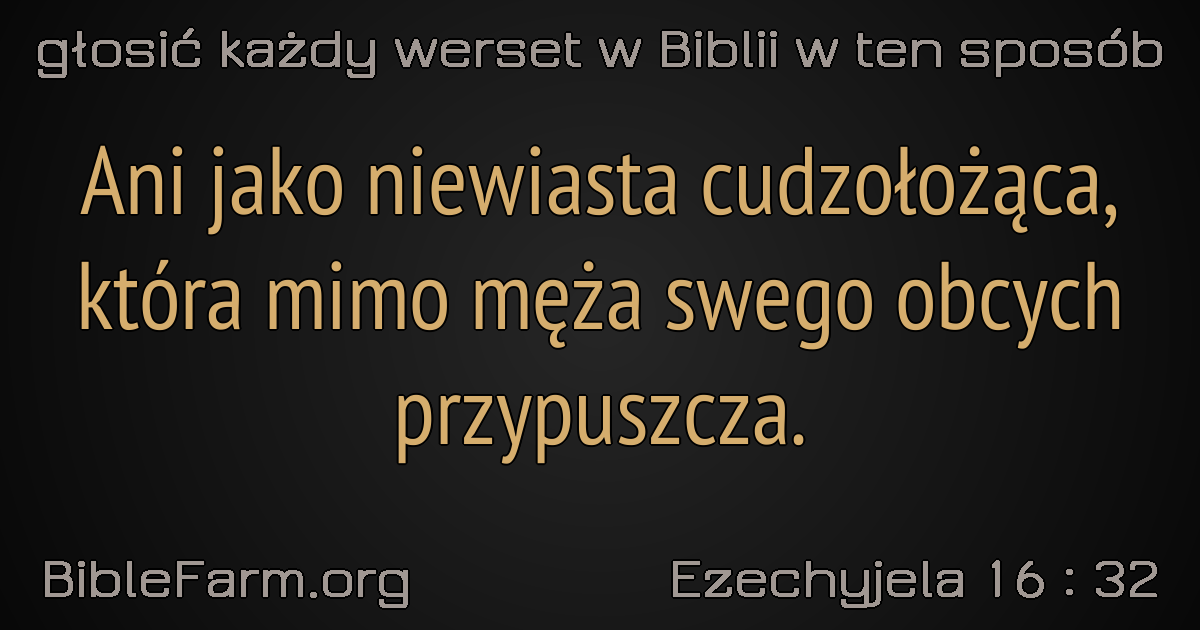 głosić każdy werset w Biblii w ten sposób
Ani jako niewiasta cudzołożąca,
która mimo męża swego obcych
przypuszcza.
BibleFarm.org
Ezechyjela 16 : 32